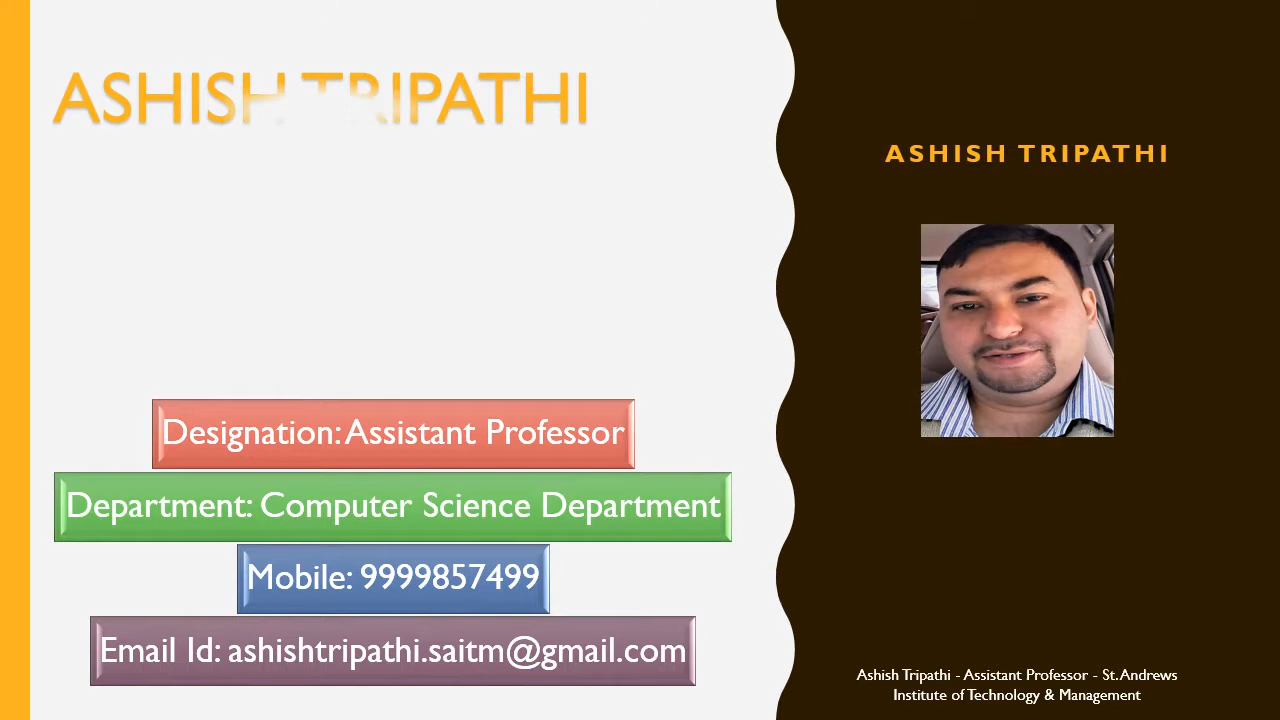 ASHISH TRIPATHI
Designation: Assistant Professor
Department: Computer Science Department
Mobile: 9999857499
Email Id: ashishtripathi.saitm@gmail.com
ASHISH TRIPATHI
Ashish Tripathi - Assistant Professor - St. Andrews
Institute of Technology & Management